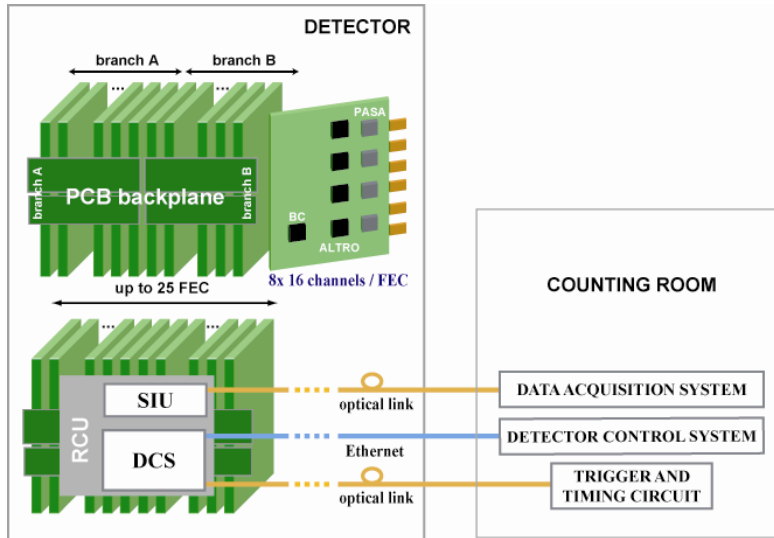 DETECTOR
branch A
branch B
...
...
PASA
branch A
PCB backplane
branch B
BC
ALTRO
8x 16 channels / FEC
up to 25 FEC
...
...
COUNTING ROOM
RCU
SIU
DCS
optical link
Ethernet
optical link
DATA ACQUISITION SYSTEM
DETECTOR CONTROL SYSTEM
TRIGGER AND
TIMING CIRCUIT